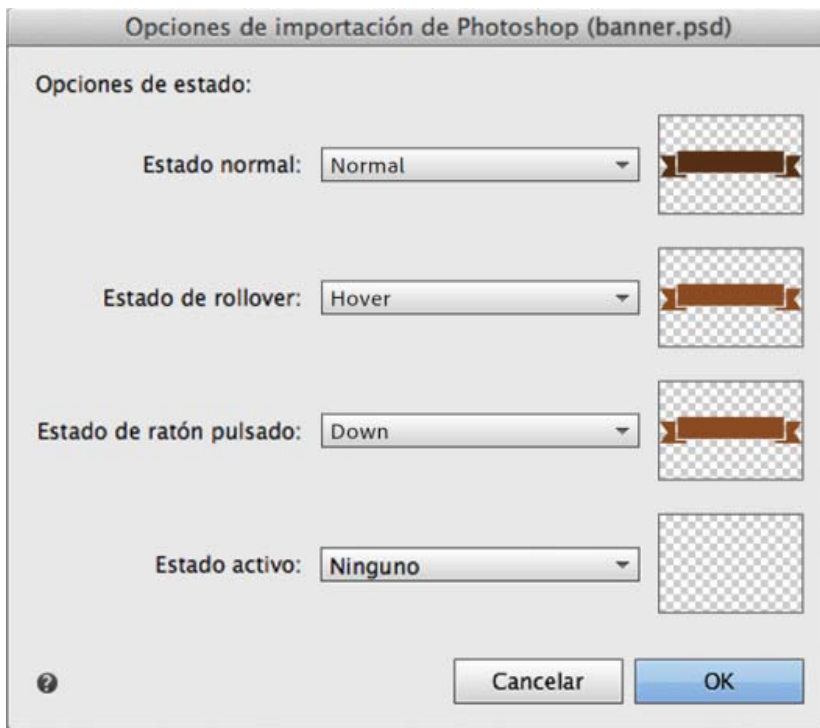 Opciones de importación de Photoshop (banner.psd)
Opciones de estado:
Estado normal: Normal
Estado de rollover: Hover
Estado de ratón pulsado: Down
Estado activo: Ninguno
? Cancelar OK